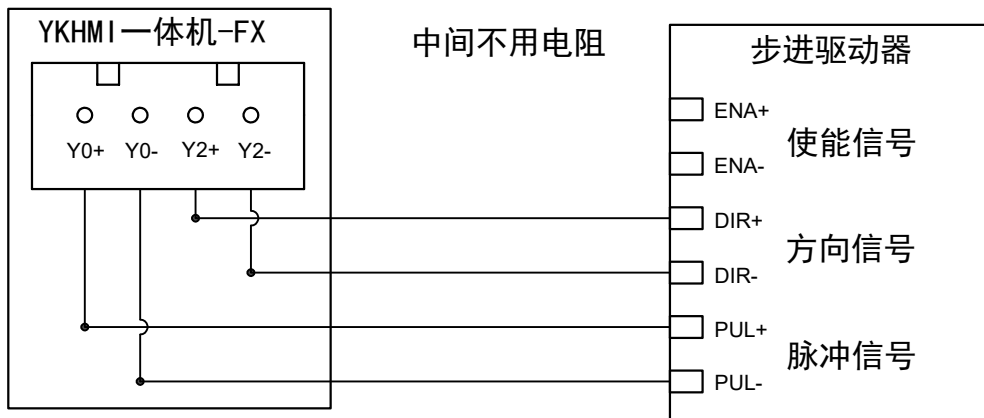 YKHMI一体机-FX
Y0+ Y0- Y2+ Y2-
中间不用电阻
步进驱动器
ENA+
使能信号
ENA-
DIR+
方向信号
DIR-
PUL+
脉冲信号
PUL-